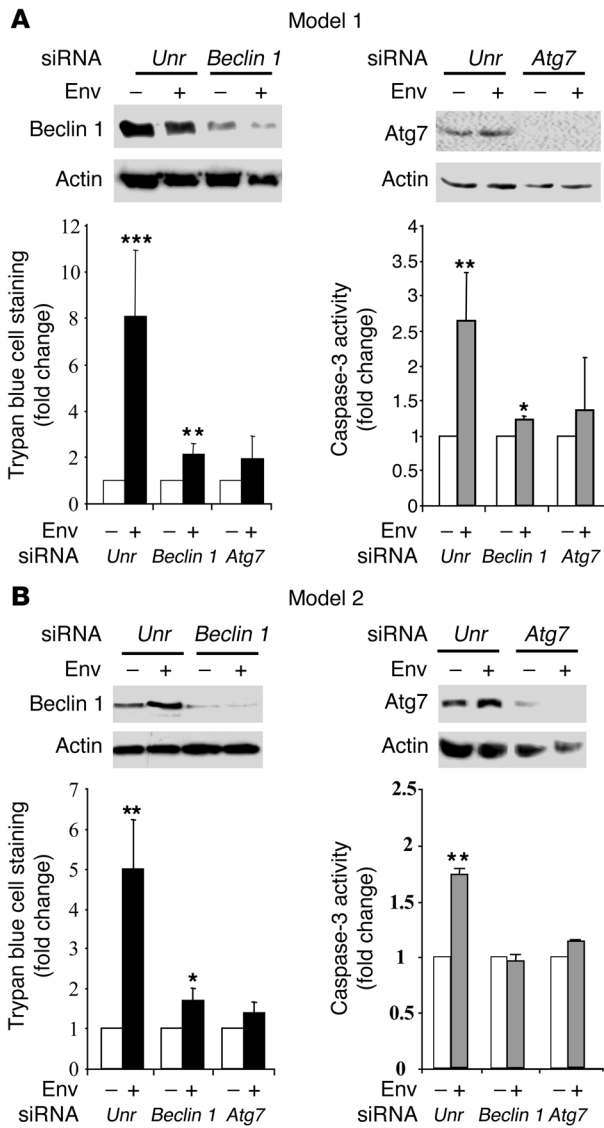 A
Model 1
siRNA Unr Beclin 1
Env – + – +
Beclin 1
Actin
siRNA Unr Atg7
Env – + – +
Atg7
Actin
Trypan blue cell staining
(fold change)
12
10
8
6
4
2
0
***
**
Env – + – + – +
siRNA Unr Beclin 1 Atg7
Caspase-3 activity
(fold change)
4
3.5
3
2.5
2
1.5
1
0.5
0
**
*
Env – + – + – +
siRNA Unr Beclin 1 Atg7
B
Model 2
siRNA Unr Beclin 1
Env – + – +
Beclin 1
Actin
siRNA Unr Atg7
Env – + – +
Atg7
Actin
Trypan blue cell staining
(fold change)
7
6
5
4
3
2
1
0
**
*
Env – + – + – +
siRNA Unr Beclin 1 Atg7
Caspase-3 activity
(fold change)
2.5
2
1.5
1
0.5
0
**
Env – + – + – +
siRNA Unr Beclin 1 Atg7